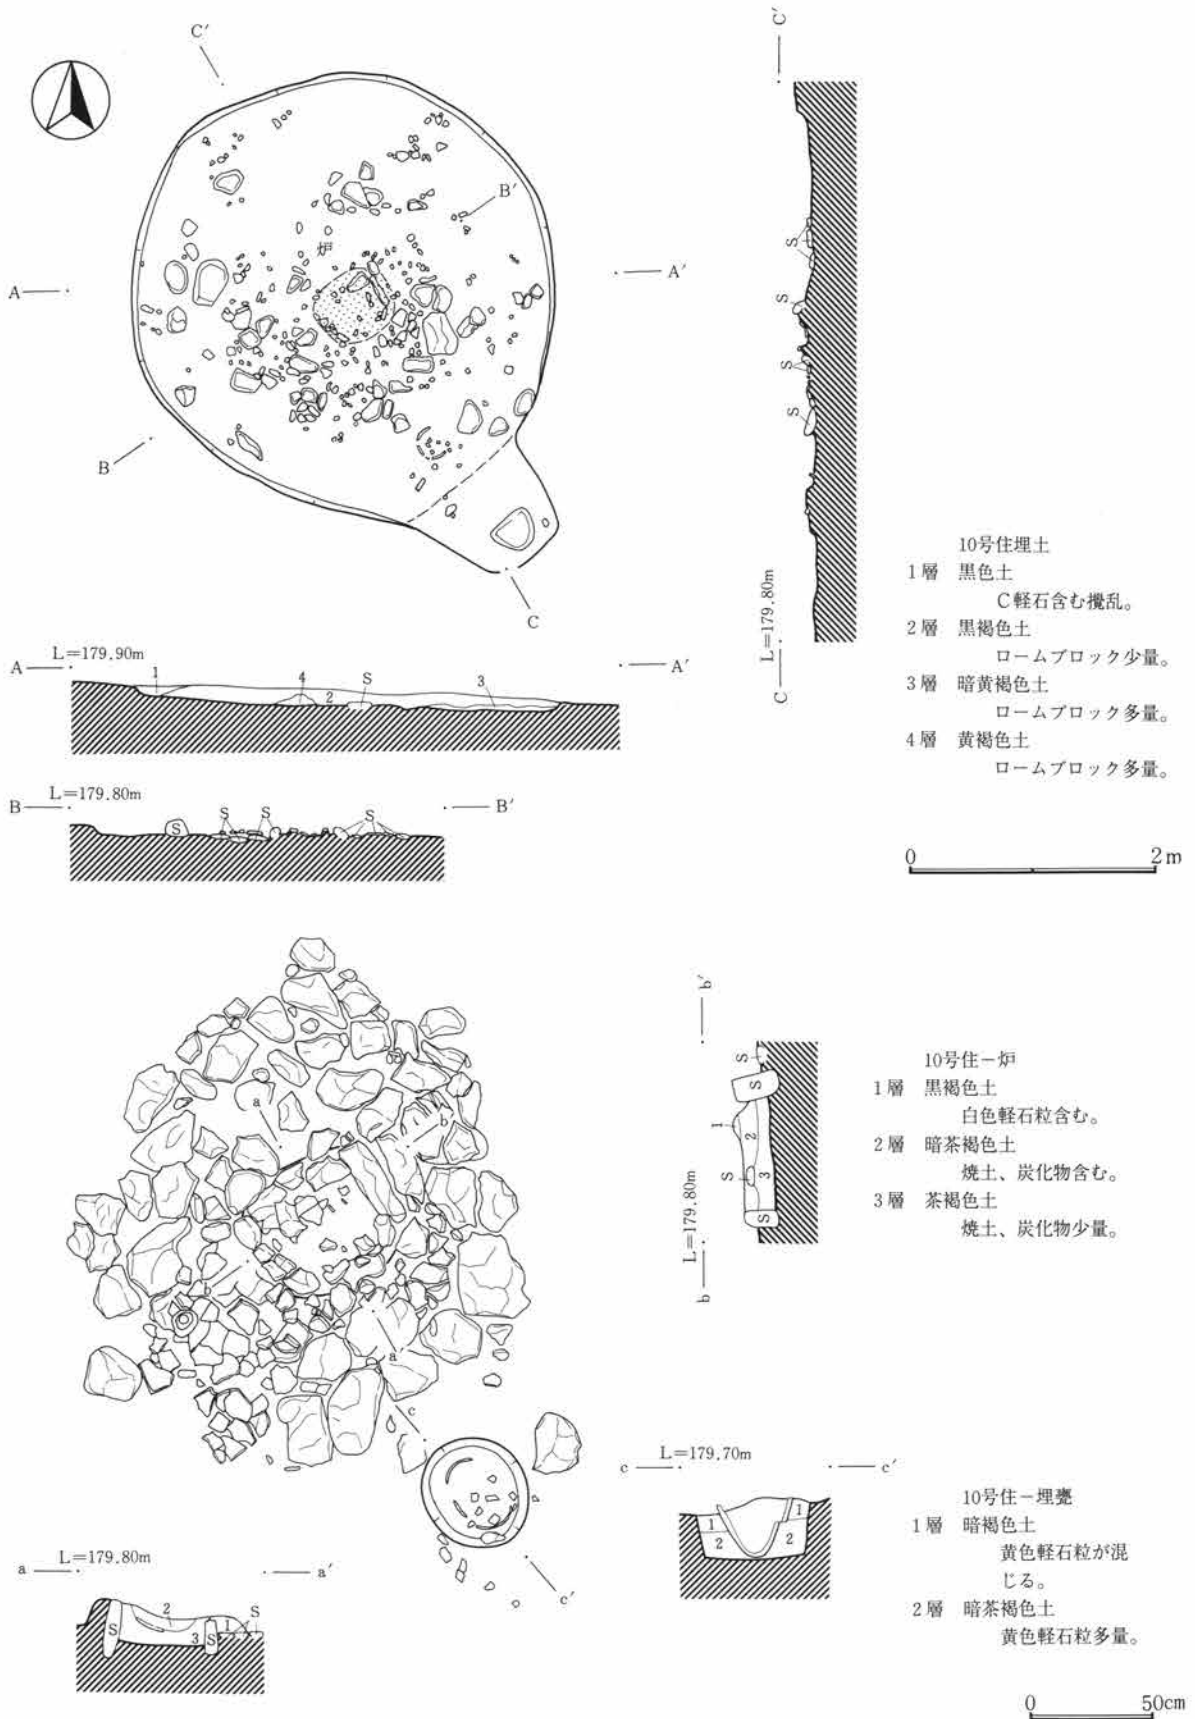 C′
B′
炉
A
A′
B
C
C′
S
S
S
S
L=179.80m
C
10号住埋土
1層 黒色土
C軽石含む攪乱。
2層 黒褐色土
ロームブロック少量。
3層 暗黄褐色土
ロームブロック多量。
4層 黄褐色土
ロームブロック多量。
L=179.90m
A
A′
1
4
2
S
3
L=179.80m
B
B′
S
S
S
S
0
2m
a
b
a′
c
c′
b′
S
S
1
2
S
3
S
L=179.80m
b
10号住－炉
1層 黒褐色土
白色軽石粒含む。
2層 暗茶褐色土
焼土、炭化物含む。
3層 茶褐色土
焼土、炭化物少量。
L=179.70m
c
c′
1
1
2
2
10号住－埋甕
1層 暗褐色土
黄色軽石粒が混
じる。
2層 暗茶褐色土
黄色軽石粒多量。
L=179.80m
a
a′
2
S
1
S
3
S
0
50cm